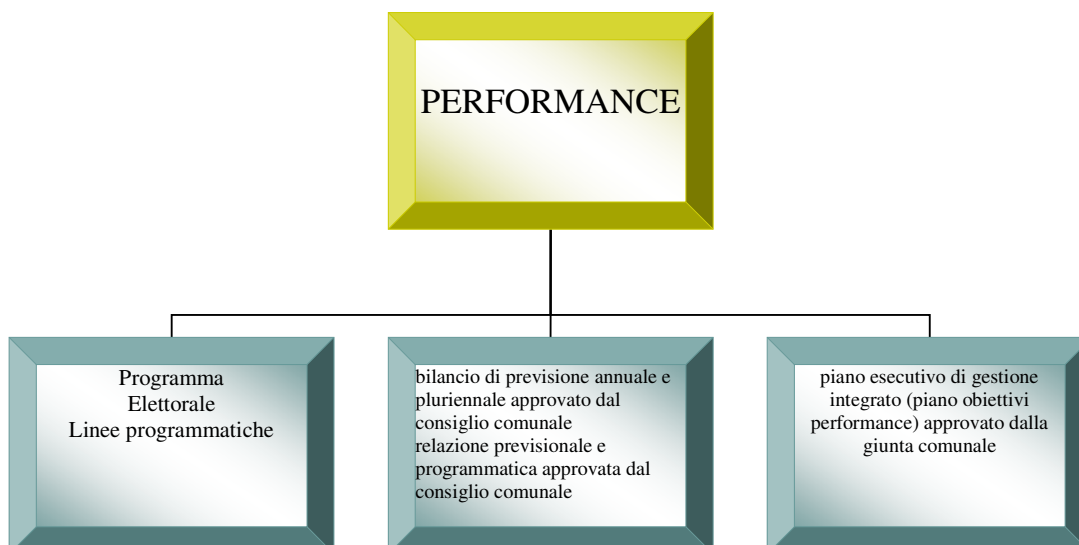 PERFORMANCE
Programma
Elettorale
Linee programmatiche
bilancio di previsione annuale e
pluriennale approvato dal
consiglio comunale
relazione previsionale e
programmatica approvata dal
consiglio comunale
piano esecutivo di gestione
integrato (piano obiettivi
performance) approvato dalla
giunta comunale